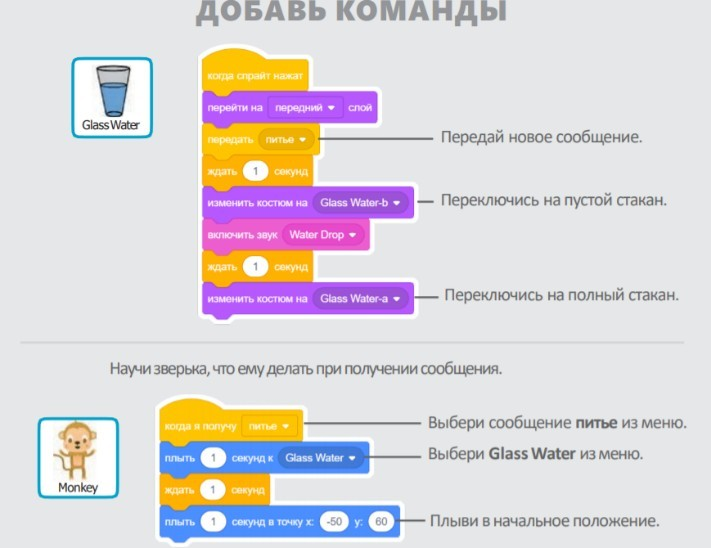 ДОБАВЬ КОМАНДЫ
Glass Water
когда спрайт нажат
перейти на передний слой
передать питье
Передай новое сообщение.
ждать 1 секунд
изменить костюм на Glass Water-b
Переключись на пустой стакан.
включить звук Water Drop
ждать 1 секунд
изменить костюм на Glass Water-a
Переключись на полный стакан.
Научи зверька, что ему делать при получении сообщения.
Monkey
когда я получу питье
Выбери сообщение питье из меню.
плыть 1 секунд к Glass Water
Выбери Glass Water из меню.
ждать 1 секунд
плыть 1 секунд в точку x: -50 y: 60
Плыви в начальное положение.